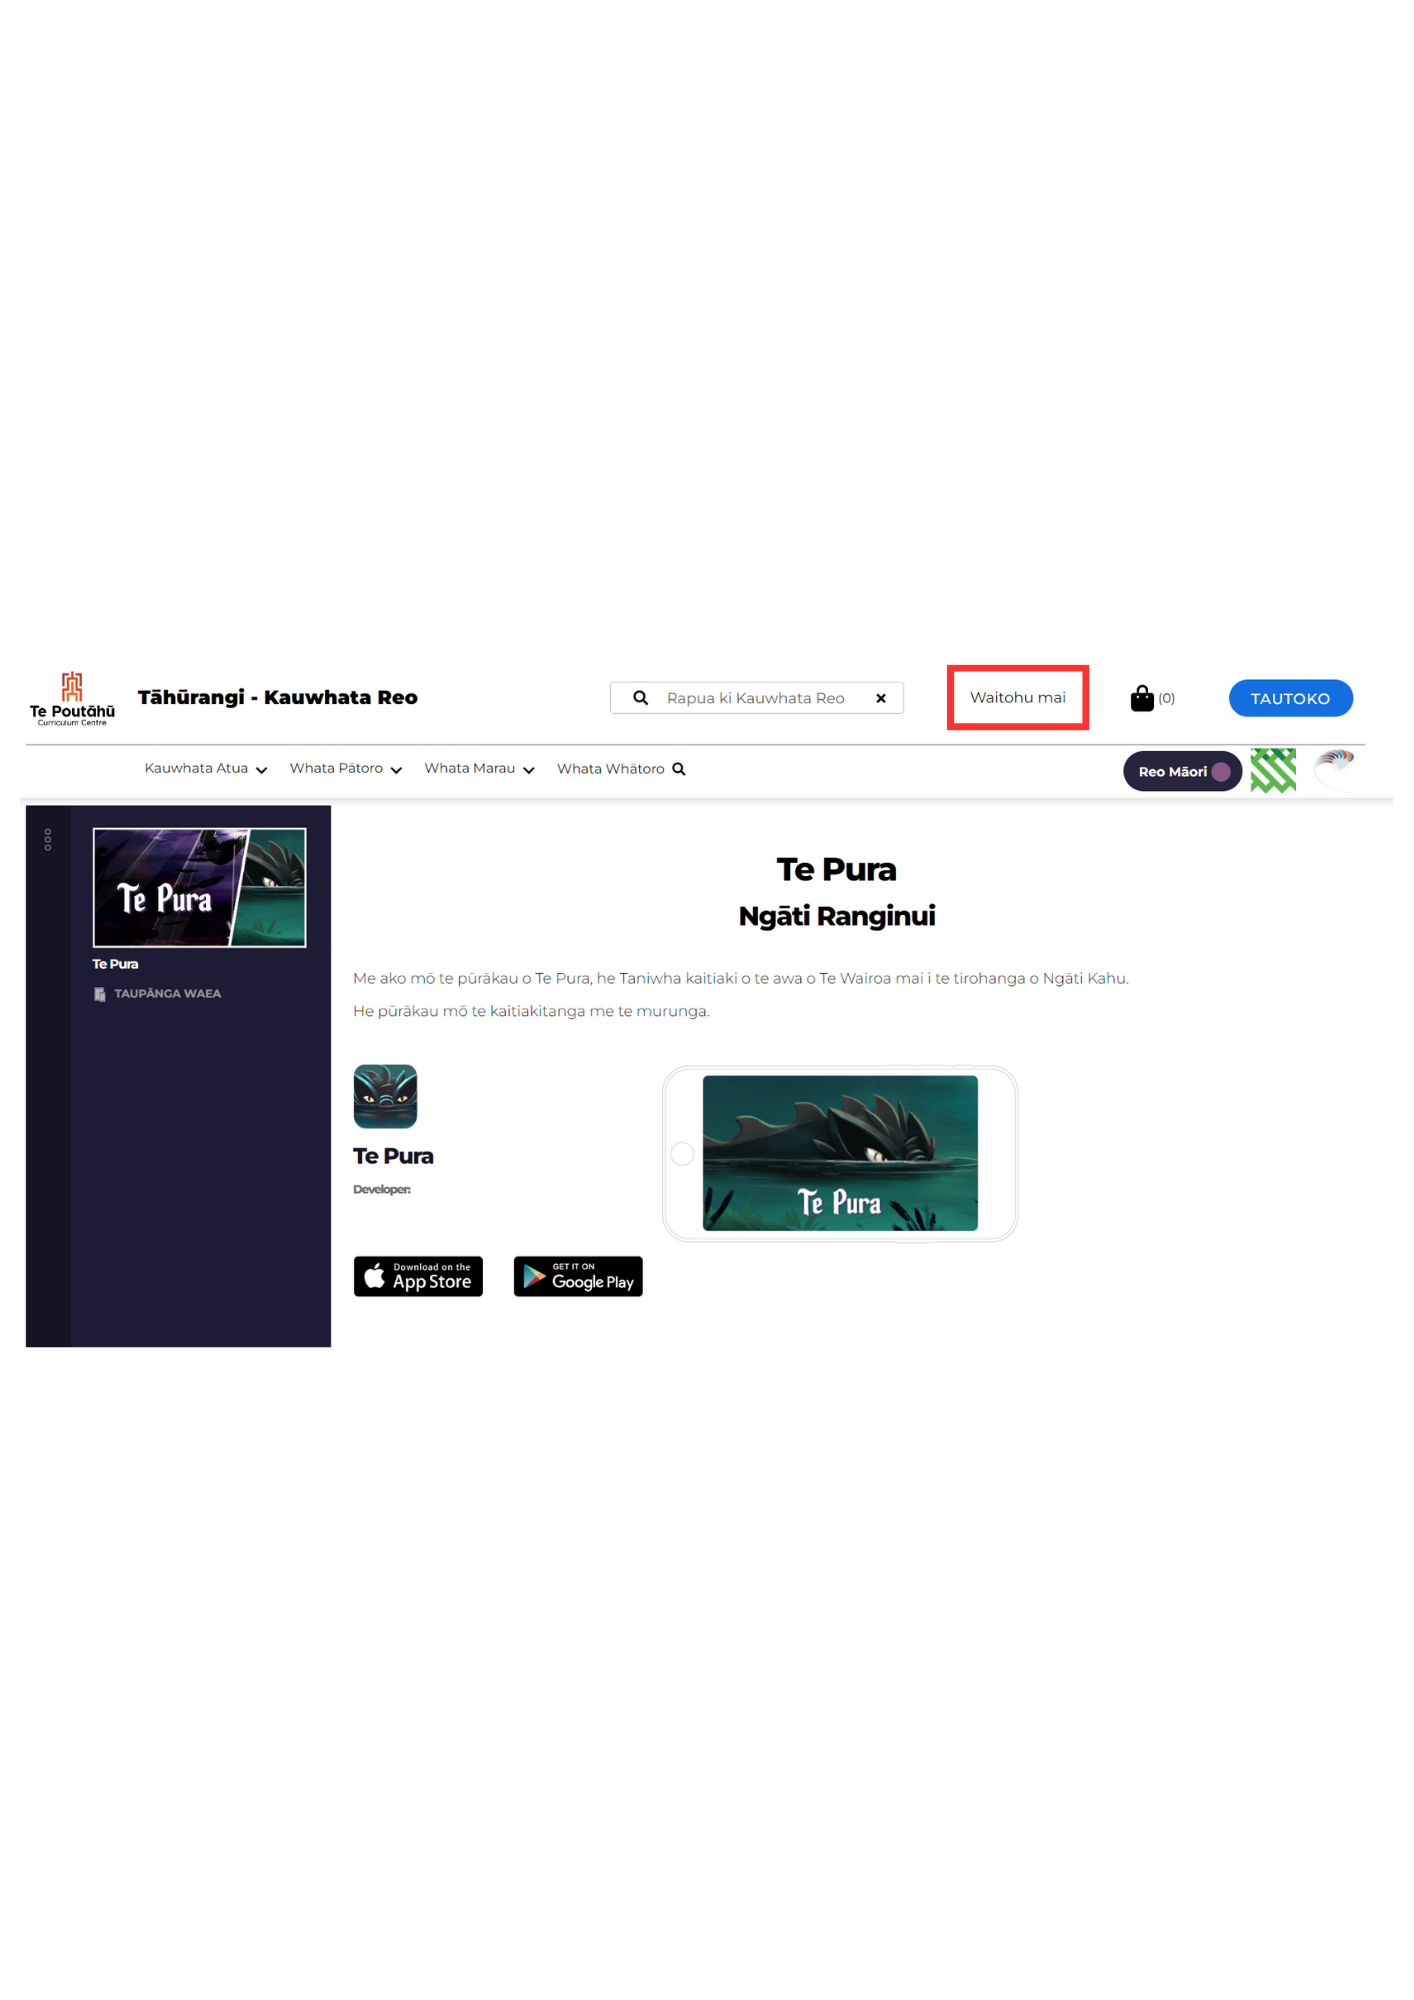 Te Poutāhū
Curriculum Centre
Tāhūrangi - Kauwhata Reo
Rapua ki Kauwhata Reo
Waitohu mai
(0)
TAUTOKO
Kauwhata Atua
Whata Pātoro
Whata Marau
Whata Whātoro
Reo Māori
Te Pura
Te Pura
TAUPĀNGA WAEA
Te Pura
Ngāti Ranginui
Me ako mō te pūrākau o Te Pura, he Taniwha kaitiaki o te awa o Te Wairoa mai i te tirohanga o Ngāti Kahu.
He pūrākau mō te kaitiakitanga me te murunga.
Te Pura
Developer:
Te Pura
Download on the
App Store
GET IT ON
Google Play